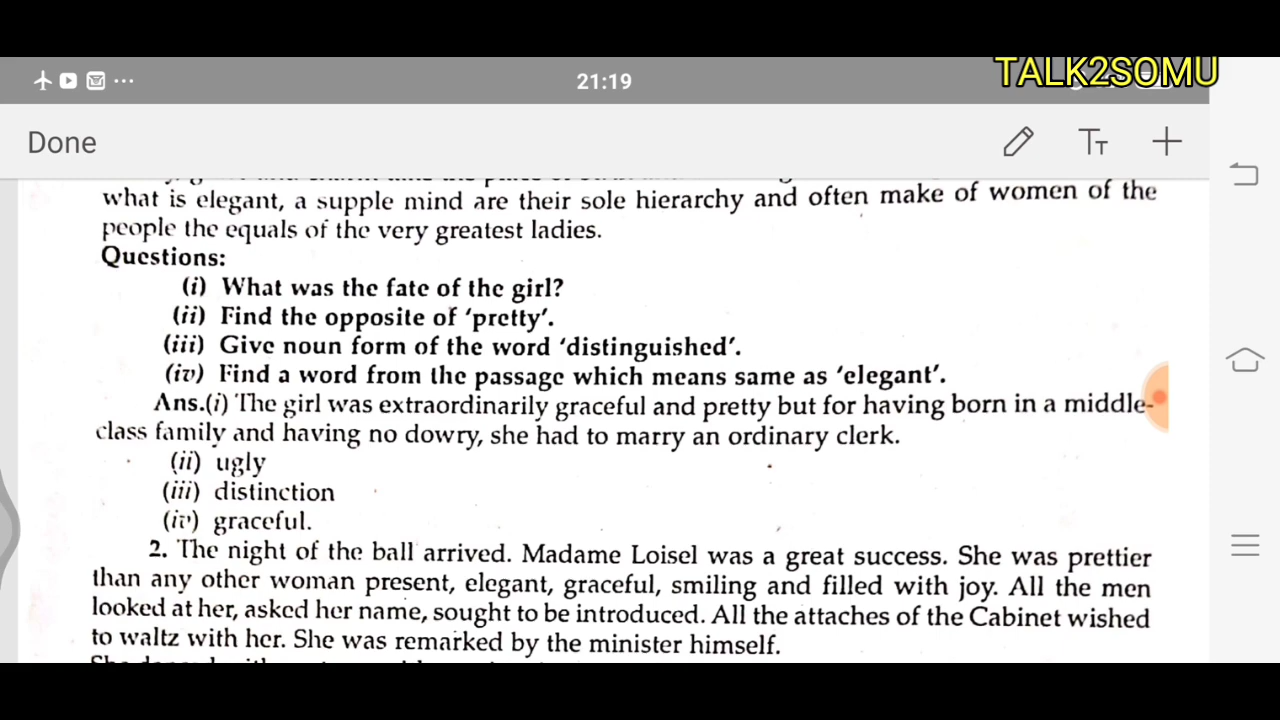 TALK2SOMU
21:19
Done
what is elegant, a supple mind are their sole hierarchy and often make of women of the
people the equals of the very greatest ladies.
Questions:
(i) What was the fate of the girl?
(ii) Find the opposite of 'pretty'.
(iii) Give noun form of the word 'distinguished'.
(iv) Find a word from the passage which means same as 'elegant'.
Ans.(i) The girl was extraordinarily graceful and pretty but for having born in a middle-
class family and having no dowry, she had to marry an ordinary clerk.
(ii) ugly
(iii) distinction
(iv) graceful.
2. The night of the ball arrived. Madame Loisel was a great success. She was prettier
than any other woman present, elegant, graceful, smiling and filled with joy. All the men
looked at her, asked her name, sought to be introduced. All the attaches of the Cabinet wished
to waltz with her. She was remarked by the minister himself.